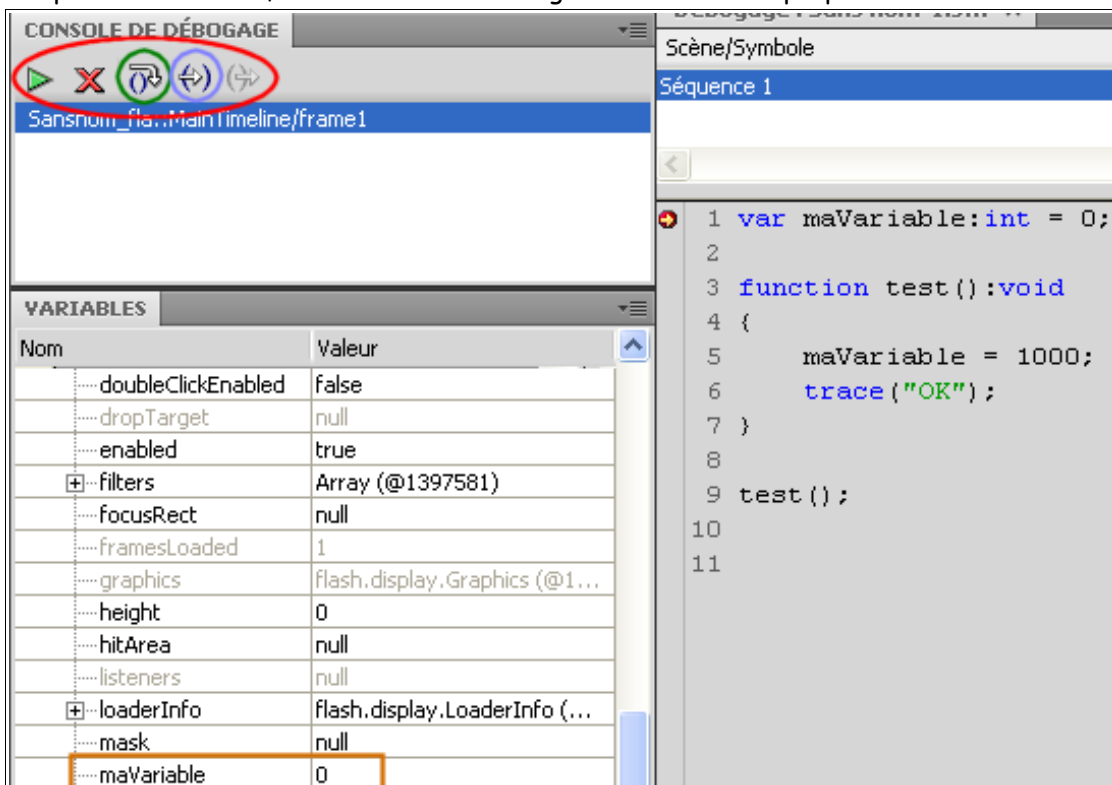 CONSOLE DE DÉBOGAGE
Sansnom_fla::MainTimeline/frame1
VARIABLES
Nom Valeur
doubleClickEnabled false
dropTarget null
enabled true
filters Array (@1397581)
focusRect null
framesLoaded 1
graphics flash.display.Graphics (@1...
height 0
hitArea null
listeners null
loaderInfo flash.display.LoaderInfo (...
mask null
maVariable 0
Scène/Symbole
Séquence 1
1 var maVariable:int = 0;
2
3 function test():void
4 {
5 maVariable = 1000;
6 trace("OK");
7 }
8
9 test();
10
11